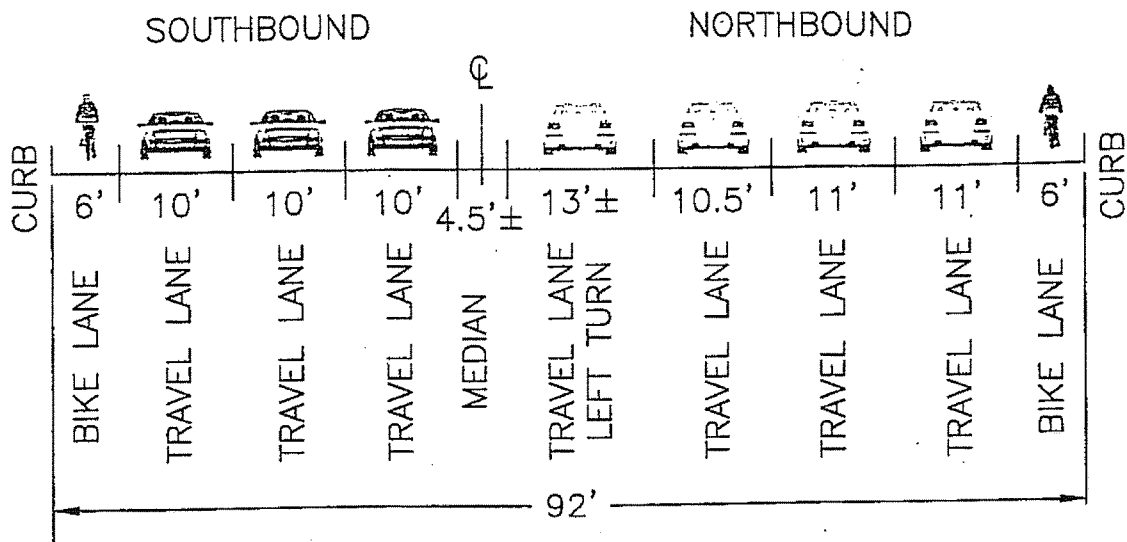 SOUTHBOUND NORTHBOUND
℄
CURB 6' 10' 10' 10' 4.5'± 13'± 10.5' 11' 11' 6' CURB
BIKE LANE
TRAVEL LANE
TRAVEL LANE
TRAVEL LANE
MEDIAN
TRAVEL LANE
LEFT TURN
TRAVEL LANE
TRAVEL LANE
TRAVEL LANE
BIKE LANE
92'